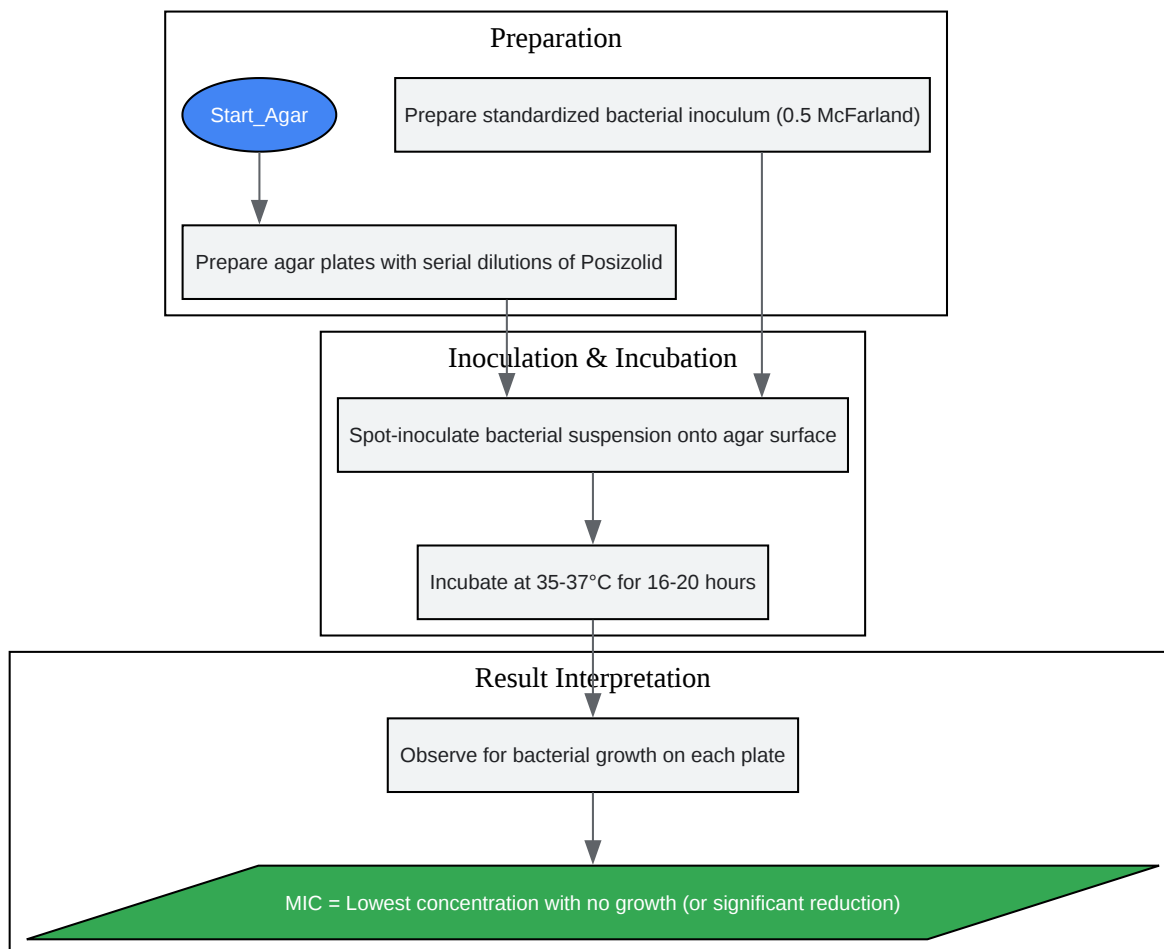 Preparation
Start_Agar
Prepare standardized bacterial inoculum (0.5 McFarland)
Prepare agar plates with serial dilutions of Posizolid
Inoculation & Incubation
Spot-inoculate bacterial suspension onto agar surface
Incubate at 35-37°C for 16-20 hours
Result Interpretation
Observe for bacterial growth on each plate
MIC = Lowest concentration with no growth (or significant reduction)